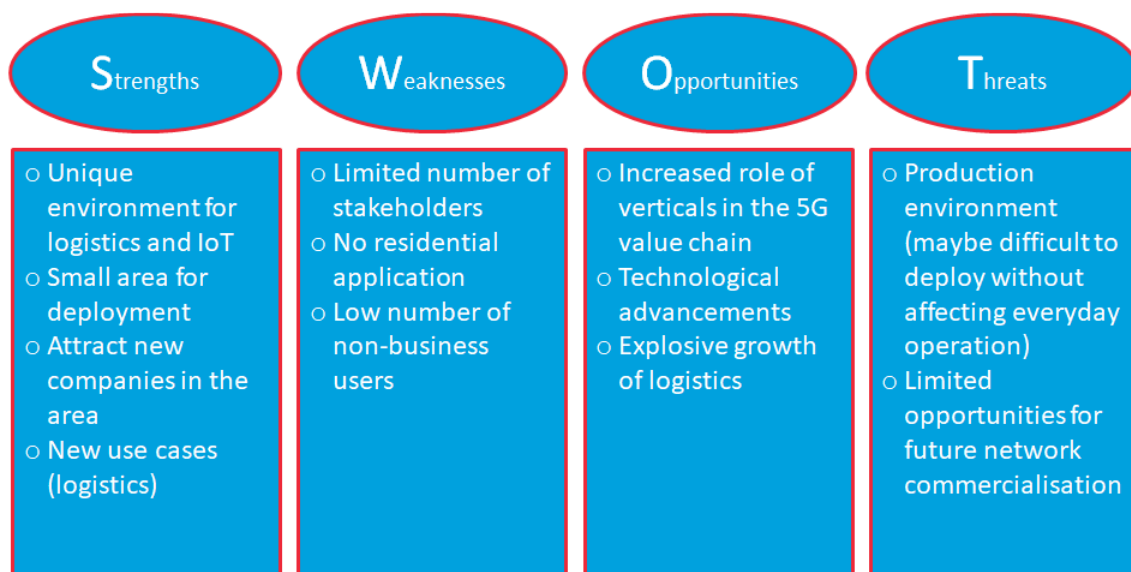 Strengths
Weaknesses
Opportunities
Threats
○ Unique
environment for
logistics and IoT
○ Small area for
deployment
○ Attract new
companies in the
area
○ New use cases
(logistics)
○ Limited number of
stakeholders
○ No residential
application
○ Low number of
non-business
users
○ Increased role of
verticals in the 5G
value chain
○ Technological
advancements
○ Explosive growth
of logistics
○ Production
environment
(maybe difficult to
deploy without
affecting everyday
operation)
○ Limited
opportunities for
future network
commercialisation